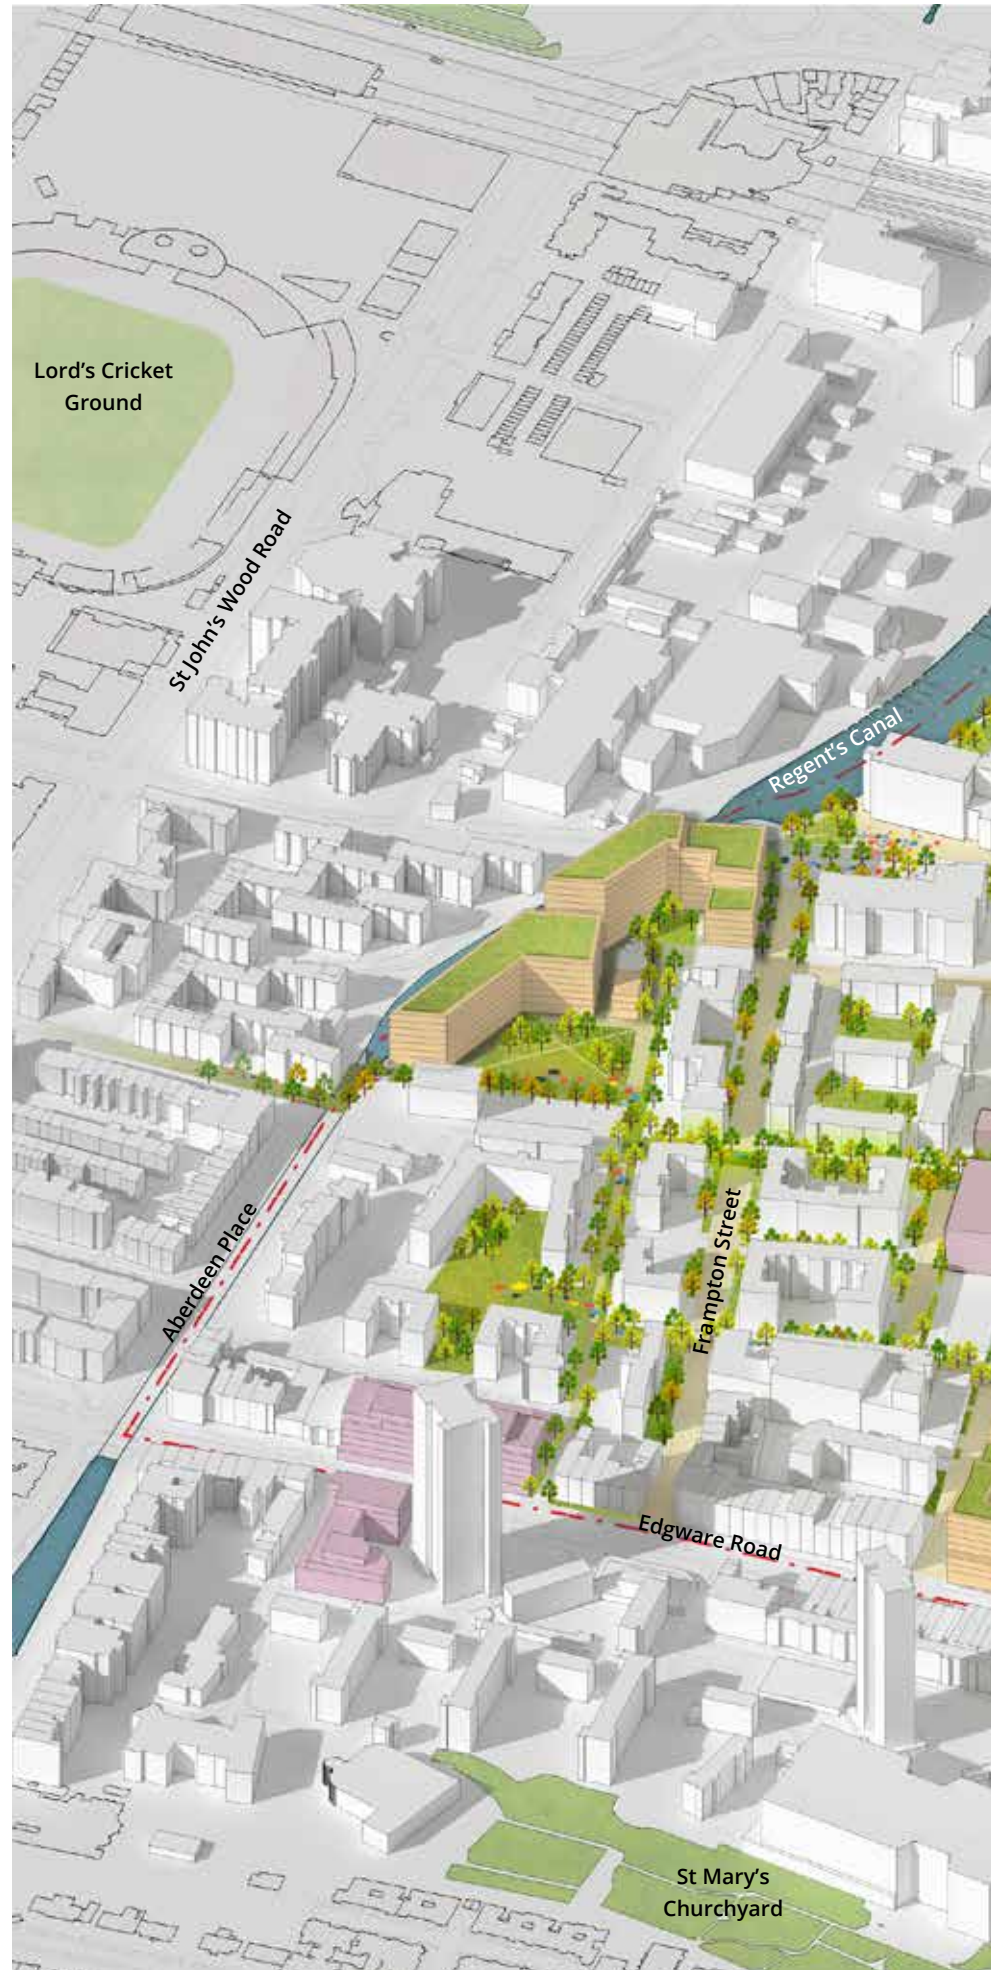 Lord's Cricket
Ground
St John's Wood Road
Regent's Canal
Aberdeen Place
Frampton Street
Edgware Road
St Mary's
Churchyard